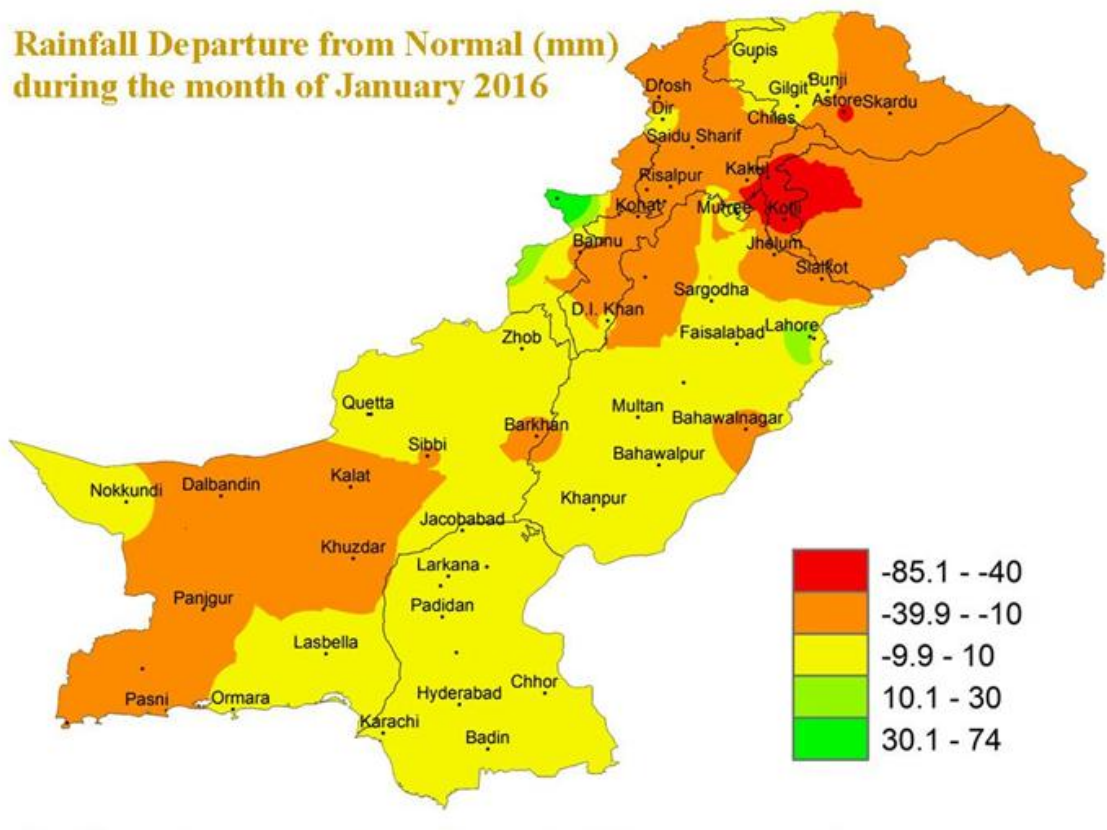 Rainfall Departure from Normal (mm)
during the month of January 2016
Gupis
Drosh
Gilgit
Bunji
Dir
Astore
Skardu
Chilas
Saidu Sharif
Kakul
Risalpur
Kohat
Murree
Kotli
Bannu
Jhelum
Sialkot
Sargodha
D.I. Khan
Faisalabad
Lahore
Zhob
Quetta
Multan
Bahawalnagar
Barkhan
Sibbi
Bahawalpur
Kalat
Dalbandin
Nokkundi
Khanpur
Jacobabad
Khuzdar
Larkana
Panjgur
Padidan
Lasbella
Chhor
Pasni
Ormara
Hyderabad
Karachi
Badin
-85.1 - -40
-39.9 - -10
-9.9 - 10
10.1 - 30
30.1 - 74